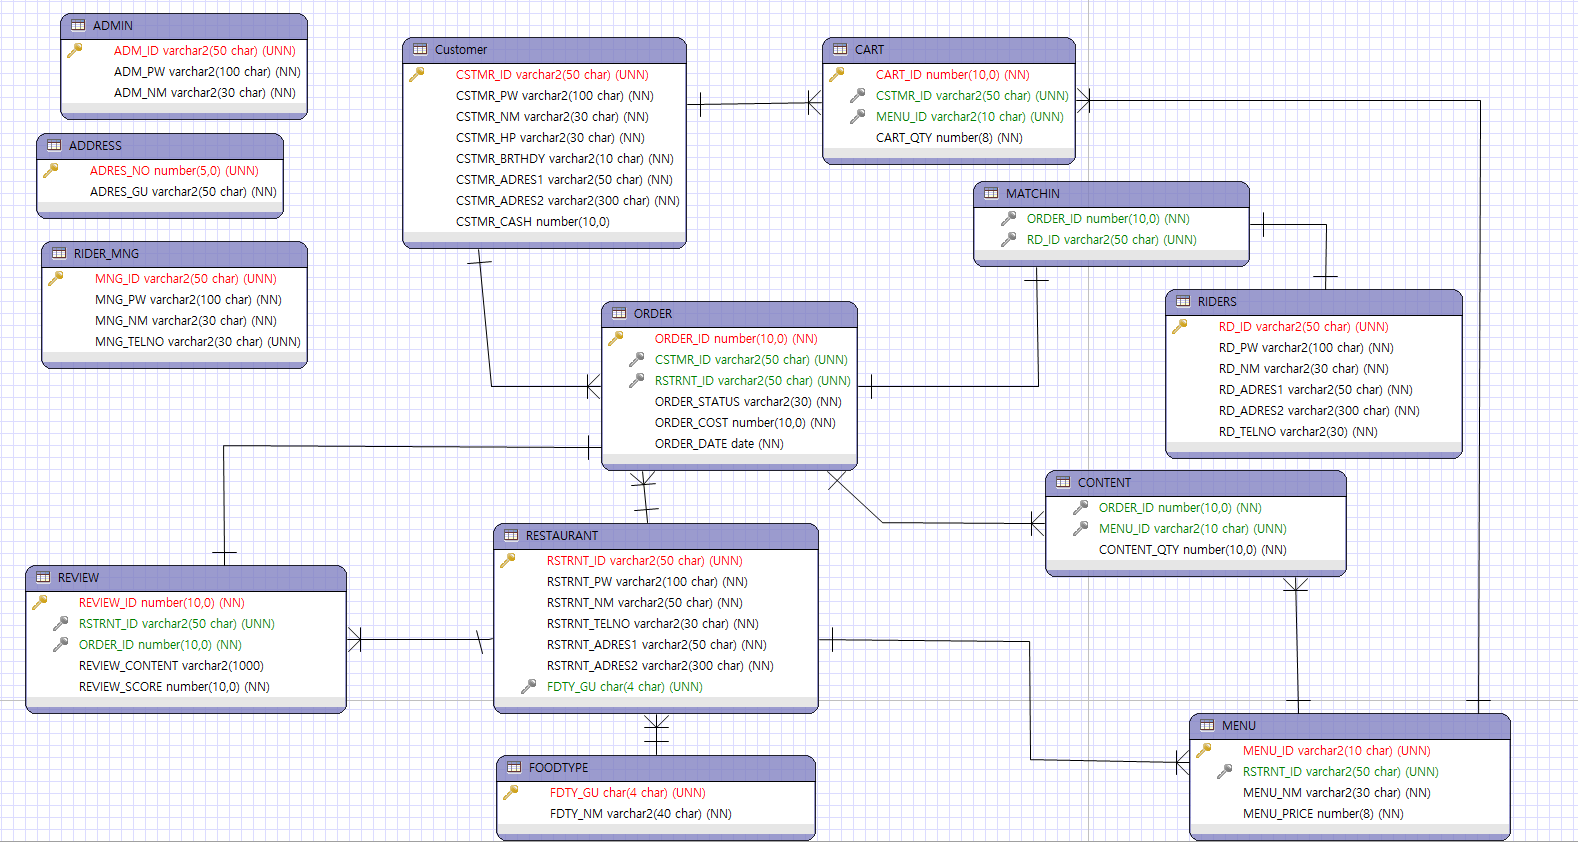 ADMIN
ADM_ID varchar2(50 char) (UNN)
ADM_PW varchar2(100 char) (NN)
ADM_NM varchar2(30 char) (NN)
ADDRESS
ADRES_NO number(5,0) (UNN)
ADRES_GU varchar2(50 char) (NN)
RIDER_MNG
MNG_ID varchar2(50 char) (UNN)
MNG_PW varchar2(100 char) (NN)
MNG_NM varchar2(30 char) (NN)
MNG_TELNO varchar2(30 char) (UNN)
Customer
CSTMR_ID varchar2(50 char) (UNN)
CSTMR_PW varchar2(100 char) (NN)
CSTMR_NM varchar2(30 char) (NN)
CSTMR_HP varchar2(30 char) (NN)
CSTMR_BRTHDY varchar2(10 char) (NN)
CSTMR_ADRES1 varchar2(50 char) (NN)
CSTMR_ADRES2 varchar2(300 char) (NN)
CSTMR_CASH number(10,0)
CART
CART_ID number(10,0) (NN)
CSTMR_ID varchar2(50 char) (UNN)
MENU_ID varchar2(10 char) (UNN)
CART_QTY number(8) (NN)
MATCHIN
ORDER_ID number(10,0) (NN)
RD_ID varchar2(50 char) (UNN)
RIDERS
RD_ID varchar2(50 char) (UNN)
RD_PW varchar2(100 char) (NN)
RD_NM varchar2(30 char) (NN)
RD_ADRES1 varchar2(50 char) (NN)
RD_ADRES2 varchar2(300 char) (NN)
RD_TELNO varchar2(30) (NN)
ORDER
ORDER_ID number(10,0) (NN)
CSTMR_ID varchar2(50 char) (UNN)
RSTRNT_ID varchar2(50 char) (UNN)
ORDER_STATUS varchar2(30) (NN)
ORDER_COST number(10,0) (NN)
ORDER_DATE date (NN)
CONTENT
ORDER_ID number(10,0) (NN)
MENU_ID varchar2(10 char) (UNN)
CONTENT_QTY number(10,0) (NN)
RESTAURANT
RSTRNT_ID varchar2(50 char) (UNN)
RSTRNT_PW varchar2(100 char) (NN)
RSTRNT_NM varchar2(50 char) (NN)
RSTRNT_TELNO varchar2(30 char) (NN)
RSTRNT_ADRES1 varchar2(50 char) (NN)
RSTRNT_ADRES2 varchar2(300 char) (NN)
FDTY_GU char(4 char) (UNN)
REVIEW
REVIEW_ID number(10,0) (NN)
RSTRNT_ID varchar2(50 char) (UNN)
ORDER_ID number(10,0) (NN)
REVIEW_CONTENT varchar2(1000)
REVIEW_SCORE number(10,0) (NN)
FOODTYPE
FDTY_GU char(4 char) (UNN)
FDTY_NM varchar2(40 char) (NN)
MENU
MENU_ID varchar2(10 char) (UNN)
RSTRNT_ID varchar2(50 char) (UNN)
MENU_NM varchar2(30 char) (NN)
MENU_PRICE number(8) (NN)